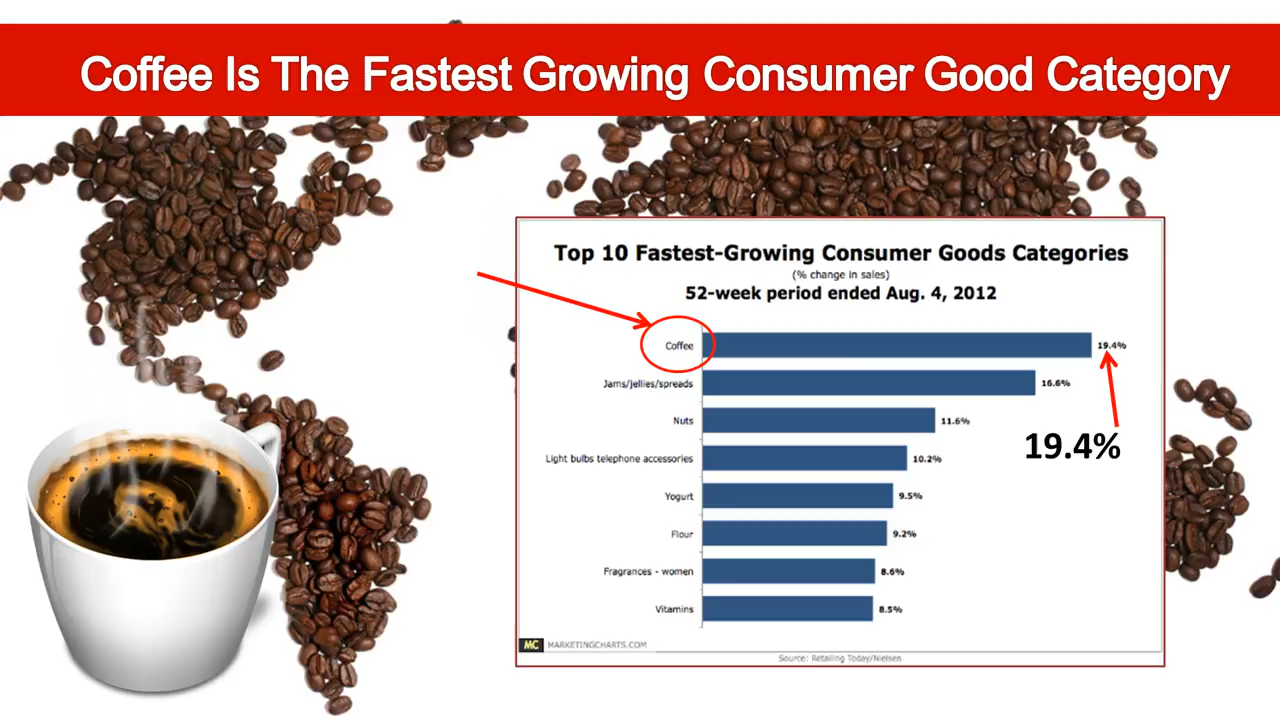 Coffee Is The Fastest Growing Consumer Good Category
Top 10 Fastest-Growing Consumer Goods Categories
(% change in sales)
52-week period ended Aug. 4, 2012
Coffee 19.4%
Jams/jellies/spreads 16.6%
19.4%
Nuts 11.6%
Light bulbs telephone accessories 10.2%
Yogurt 9.5%
Flour 9.2%
Fragrances - women 8.6%
Vitamins 8.5%
MC MARKETINGCHARTS.COM
Source: Retailing Today/Nielsen